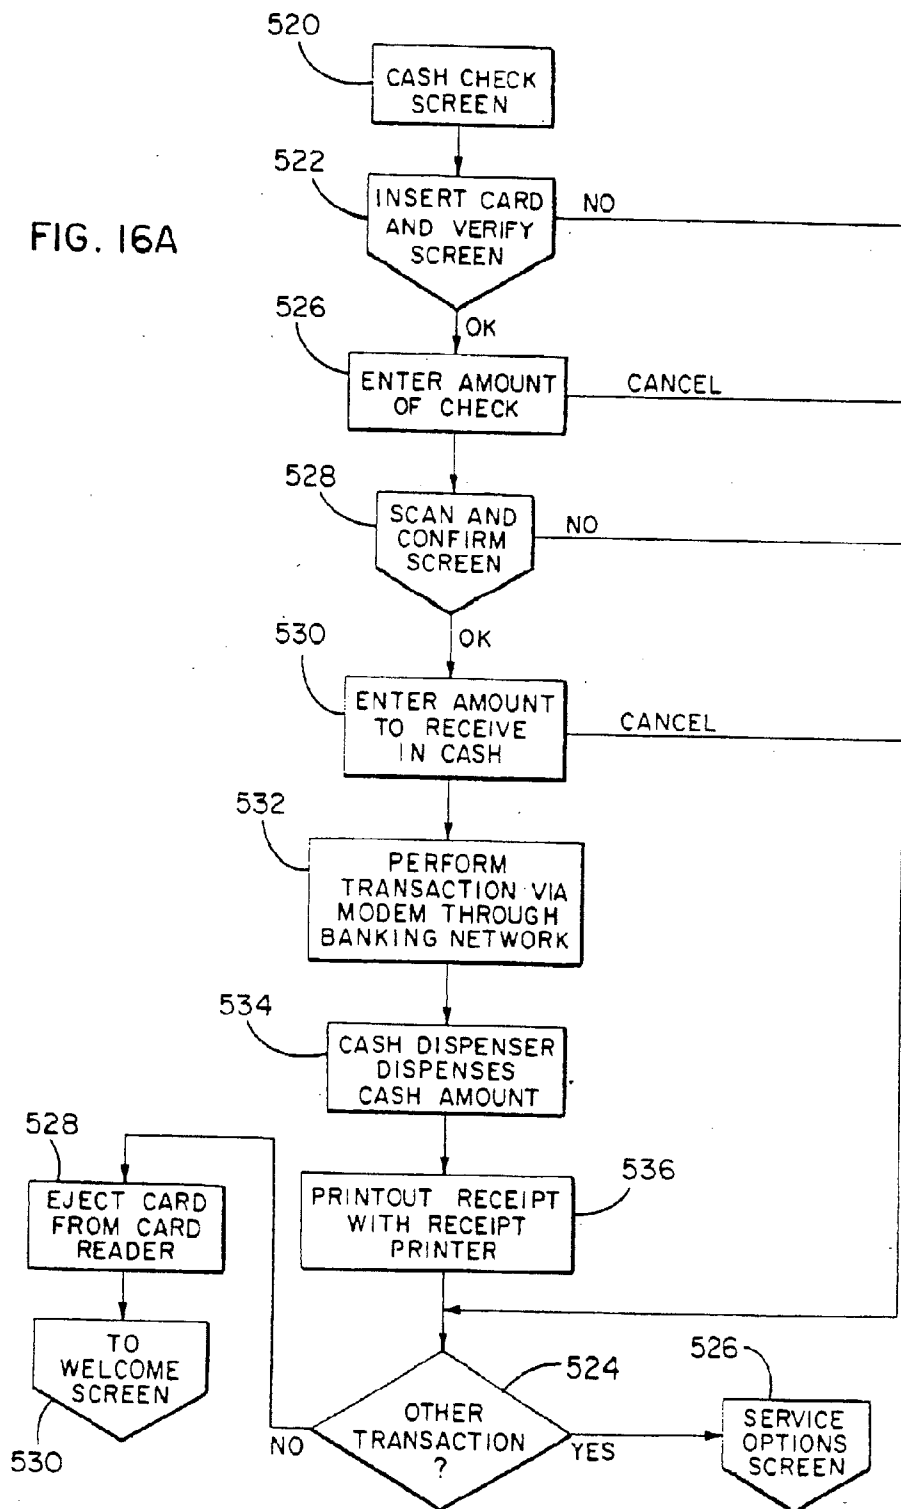 520
CASH CHECK
SCREEN
522
INSERT CARD
AND VERIFY
SCREEN
NO
FIG. 16A
OK
526
ENTER AMOUNT
OF CHECK
CANCEL
528
SCAN AND
CONFIRM
SCREEN
NO
OK
530
ENTER AMOUNT
TO RECEIVE
IN CASH
CANCEL
532
PERFORM
TRANSACTION VIA
MODEM THROUGH
BANKING NETWORK
534
CASH DISPENSER
DISPENSES
CASH AMOUNT
528
EJECT CARD
FROM CARD
READER
PRINTOUT RECEIPT
WITH RECEIPT
PRINTER
536
TO
WELCOME
SCREEN
530
524
OTHER
TRANSACTION
?
NO
YES
526
SERVICE
OPTIONS
SCREEN